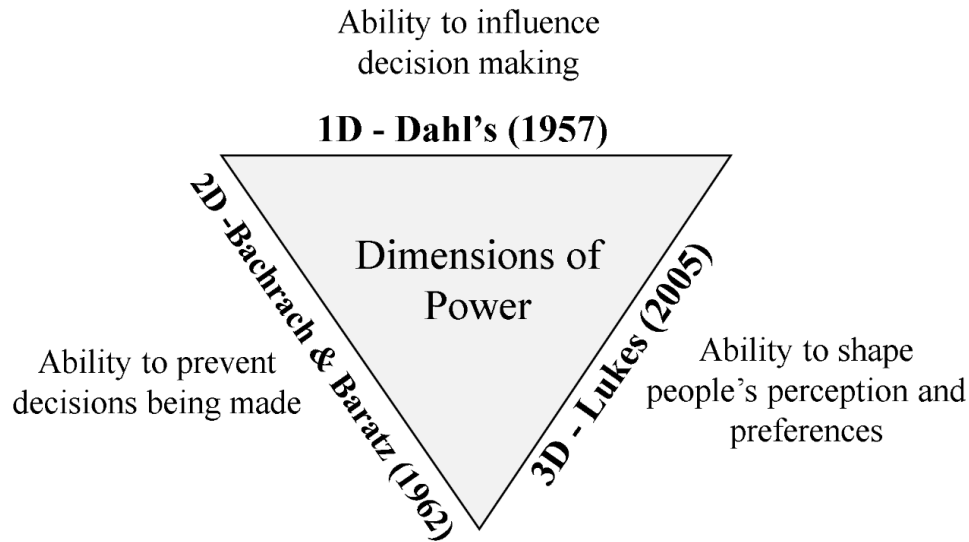 Ability to influence
decision making
1D - Dahl's (1957)
2D -Bachrach & Baratz (1962)
Dimensions of
Power
3D - Lukes (2005)
Ability to prevent
decisions being made
Ability to shape
people's perception and
preferences